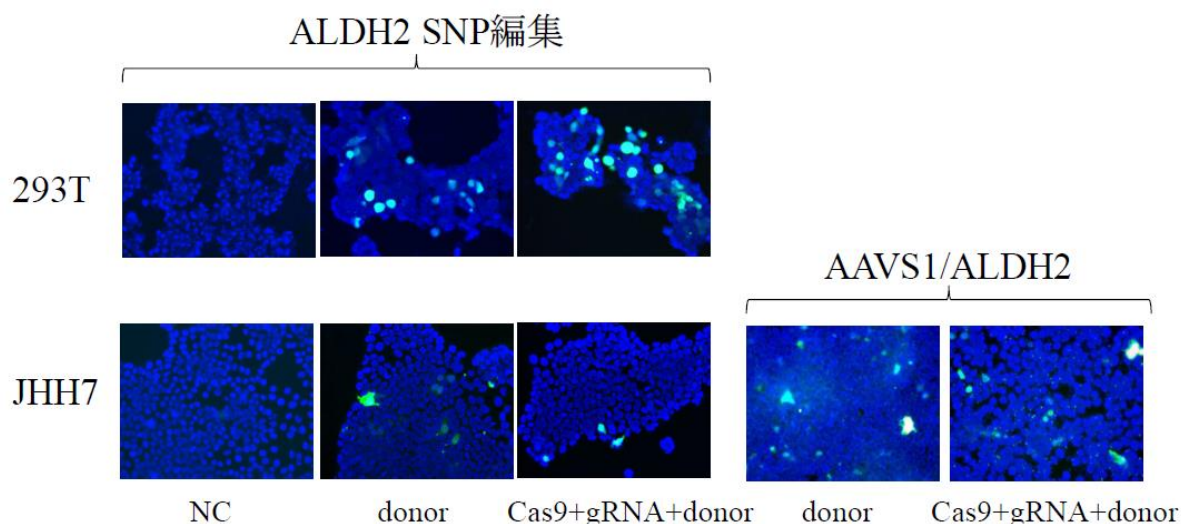 ALDH2 SNP編集
293T
AAVS1/ALDH2
JHH7
NC donor Cas9+gRNA+donor donor Cas9+gRNA+donor